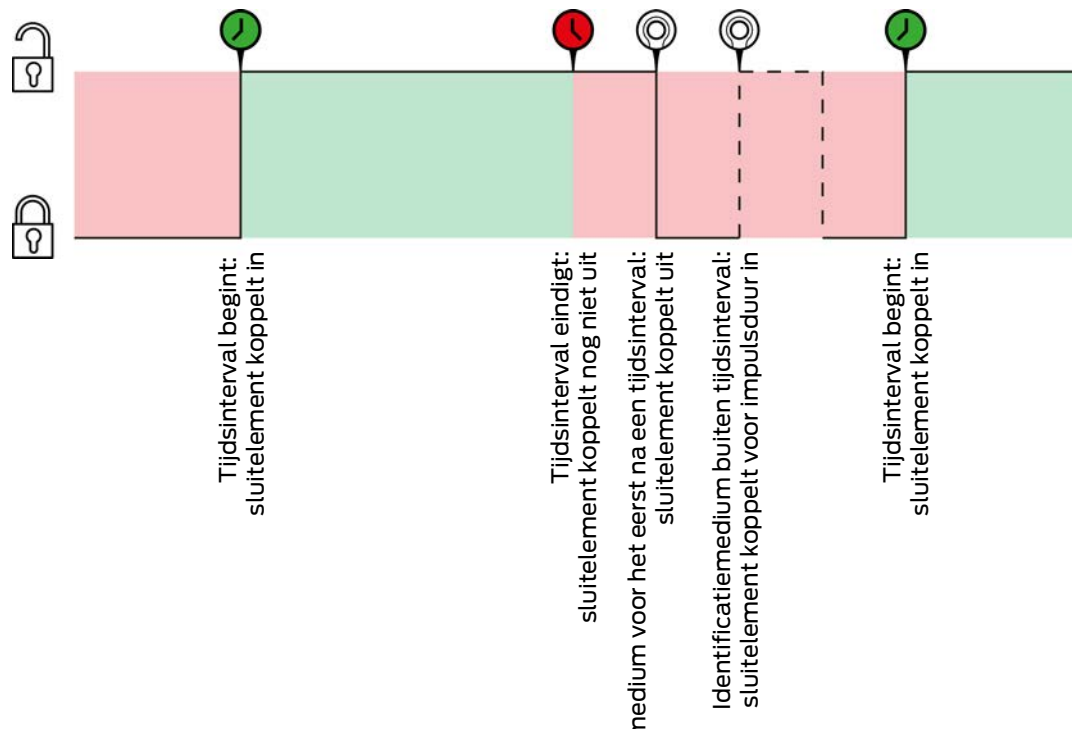 Tijdsinterval begint:
sluitelement koppelt in
Tijdsinterval eindigt:
sluitelement koppelt nog niet uit
voor het eerst na een tijdsinterval:
sluitelement koppelt uit
Identificatiemedium buiten tijdsinterval:
sluitelement koppelt voor impulsduur in
Tijdsinterval begint:
sluitelement koppelt in